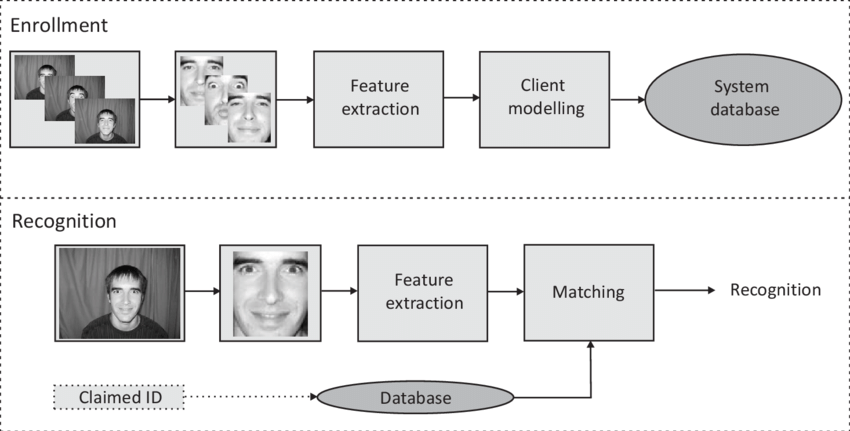 Enrollment
Feature
extraction
Client
modelling
System
database
Recognition
Feature
extraction
Matching
Recognition
Claimed ID
Database